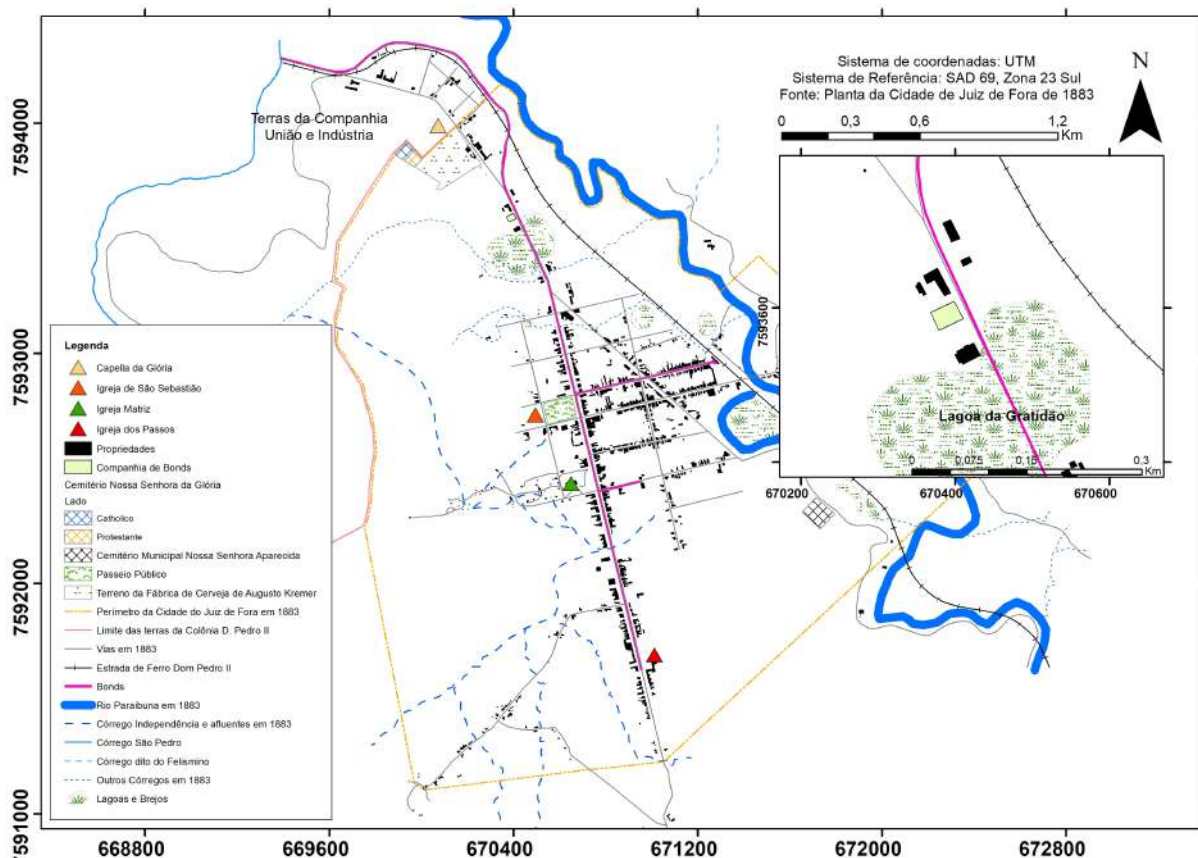 Sistema de coordenadas: UTM
Sistema de Referência: SAD 69, Zona 23 Sul
Fonte: Planta da Cidade de Juiz de Fora de 1883
N
0 0,3 0,6 1,2
Km
Terras da Companhia
União e Indústria
7594000
7593000
7592000
7591000
7593600
Lagoa da Gratidão
0 0,075 0,15 0,3
Km
670200 670400 670600
Legenda
Capella da Glória
Igreja de São Sebastião
Igreja Matriz
Igreja dos Passos
Propriedades
Companhia de Bonds
Cemitério Nossa Senhora da Glória
Lado
Catholico
Protestante
Cemitério Municipal Nossa Senhora Aparecida
Passeio Público
Terreno da Fábrica de Cerveja de Augusto Kremer
Perímetro da Cidade do Juiz de Fora em 1883
Limite das terras da Colônia D. Pedro II
Vias em 1883
Estrada de Ferro Dom Pedro II
Bonds
Rio Paraibuna em 1883
Córrego Independência e afluentes em 1883
Córrego São Pedro
Córrego dito do Felismino
Outros Córregos em 1883
Lagoas e Brejos
668800 669600 670400 671200 672000 672800